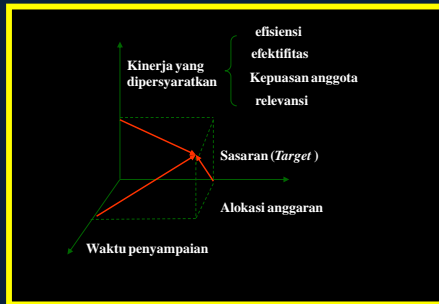 efisiensi
efektifitas
Kinerja yang
dipersyaratkan
Kepuasan anggota
relevansi
Sasaran (Target )
Alokasi anggaran
Waktu penyampaian